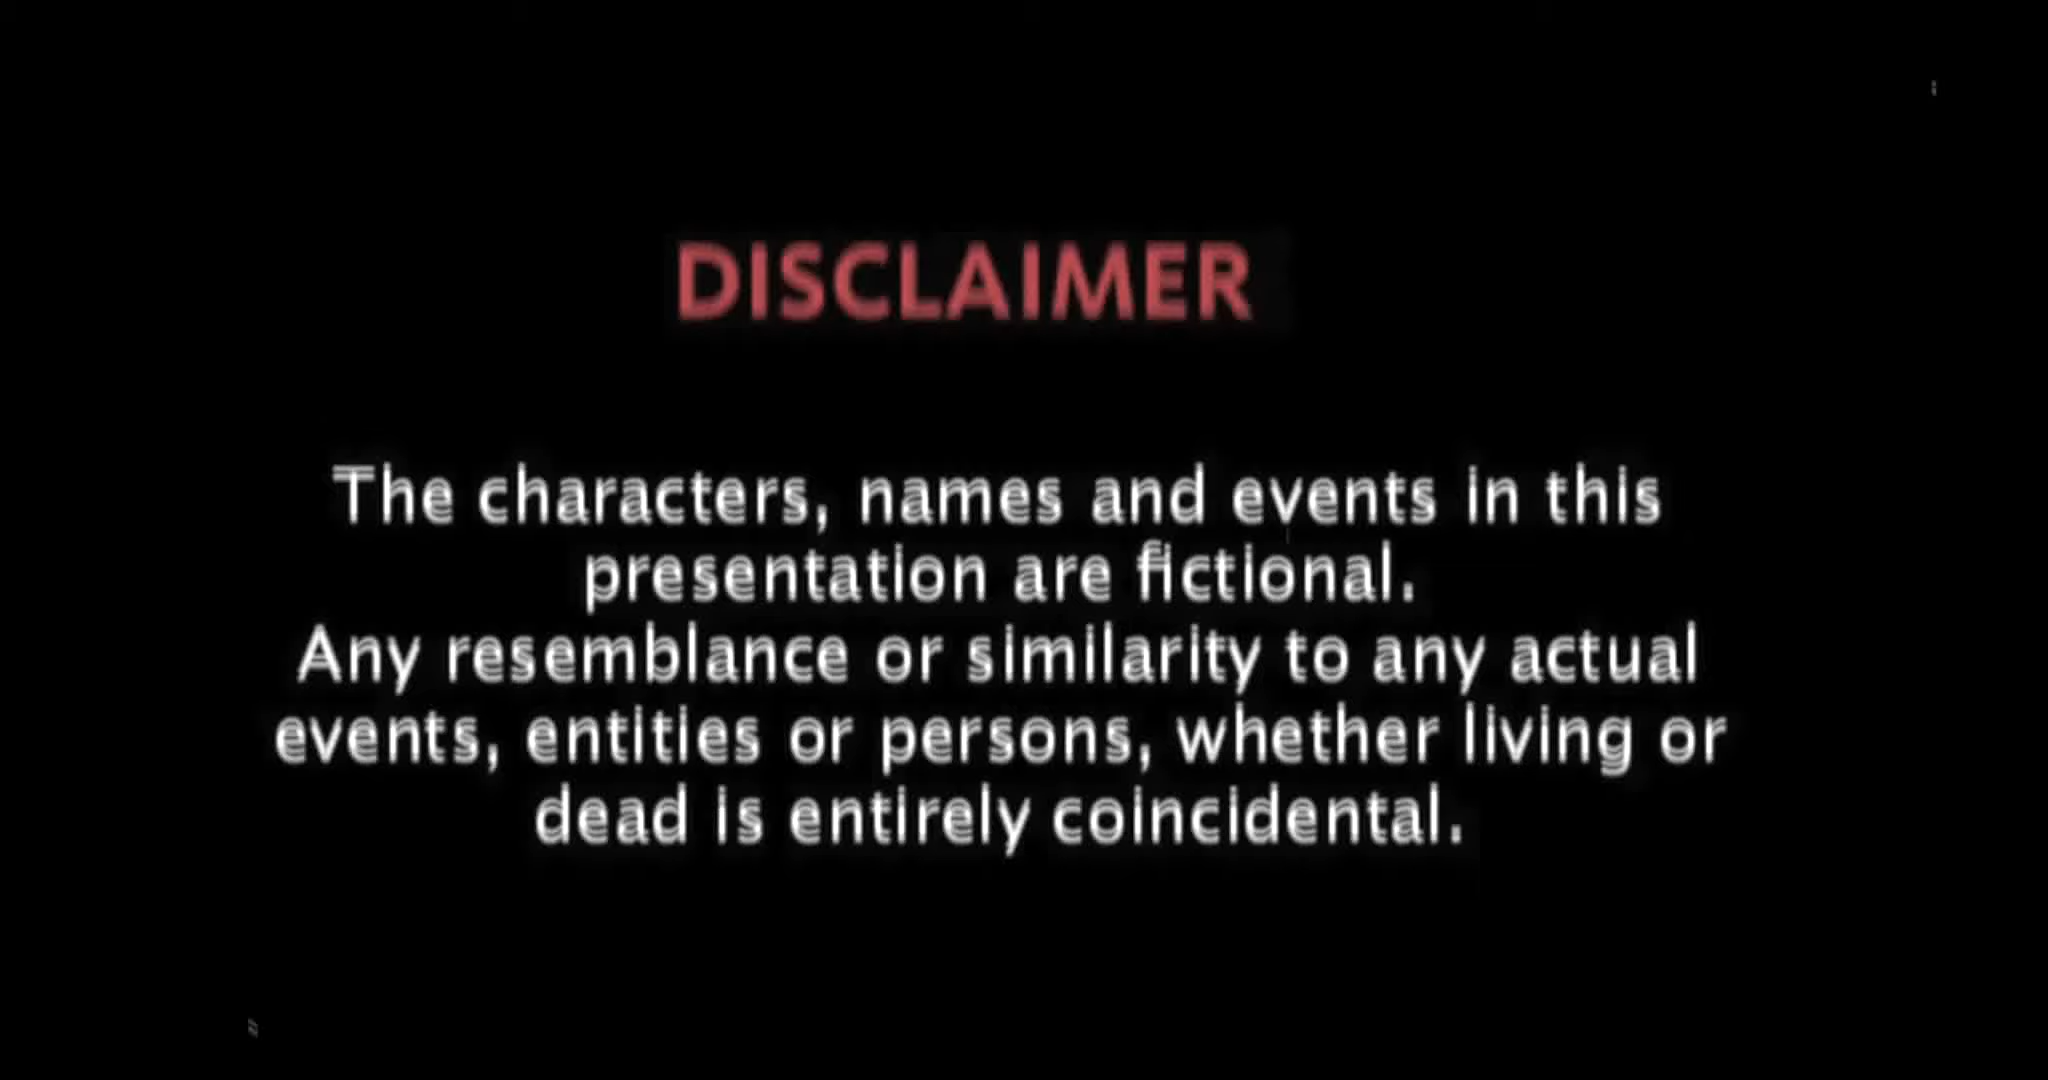 DISCLAIMER
The characters, names and events in this
presentation are fictional.
Any resemblance or similarity to any actual
events, entities or persons, whether living or
dead is entirely coincidental.